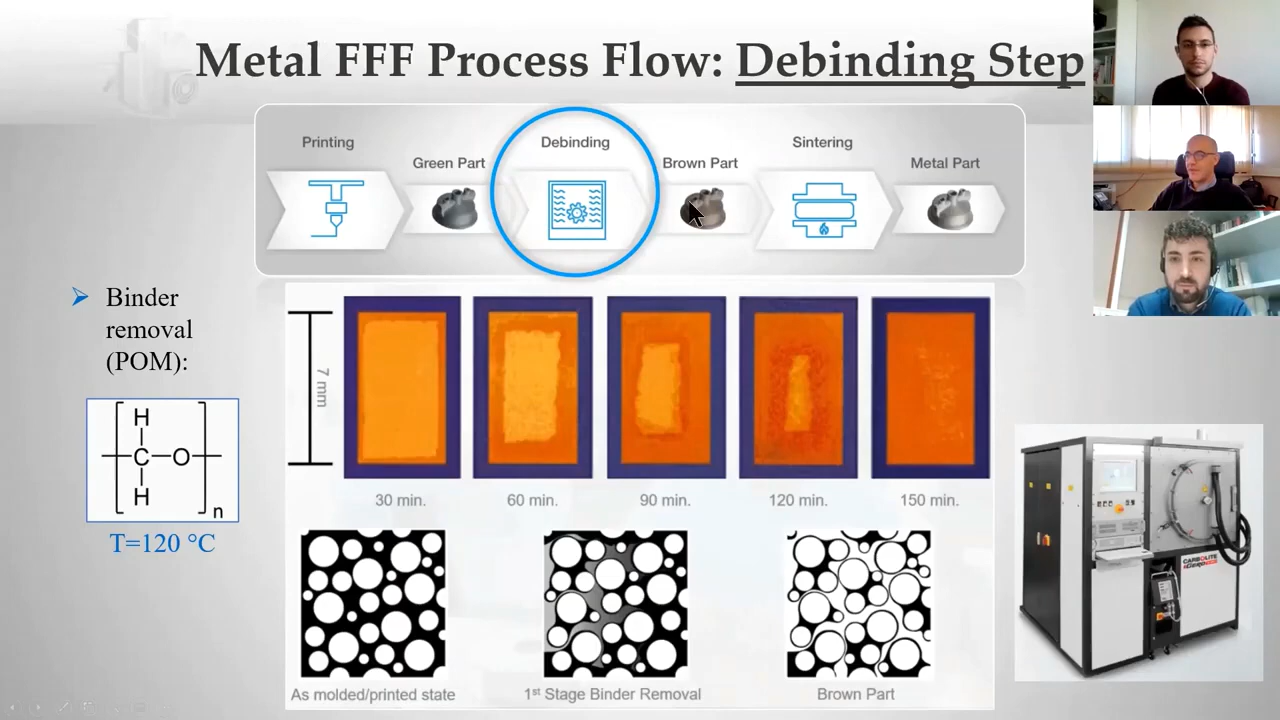 Metal FFF Process Flow: Debinding Step
Printing
Green Part
Debinding
Brown Part
Sintering
Metal Part
Binder
removal
(POM):
H
C
O
H
n
T=120 °C
7 mm
30 min.
60 min.
90 min.
120 min.
150 min.
As molded/printed state
1st Stage Binder Removal
Brown Part
CARBOLITE